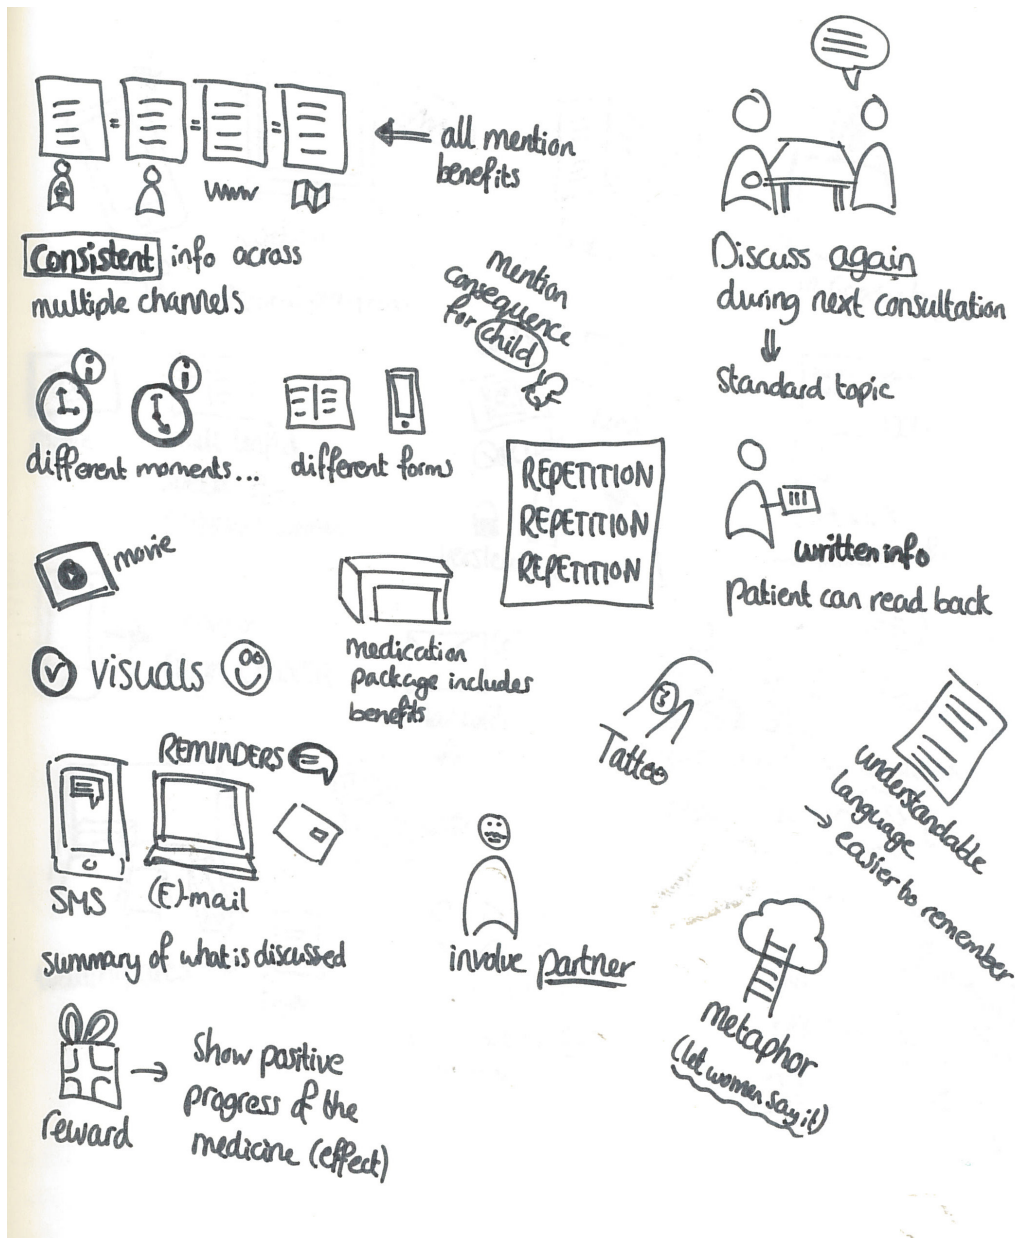 all mention
benefits
www
Consistent info across
multiple channels
Discuss again
during next consultation
⇓
standard topic
mention
consequence
for child
i
i
different moments...
different forms
REPETITION
REPETITION
REPETITION
written info
patient can read back
movie
visuals
medication
package includes
benefits
Tattoo
understandable
language
→ easier to remember
REMINDERS
SMS
(E)-mail
summary of what is discussed
involve partner
metaphor
(let women say it)
reward
→ show positive
progress of the
medicine (effect)